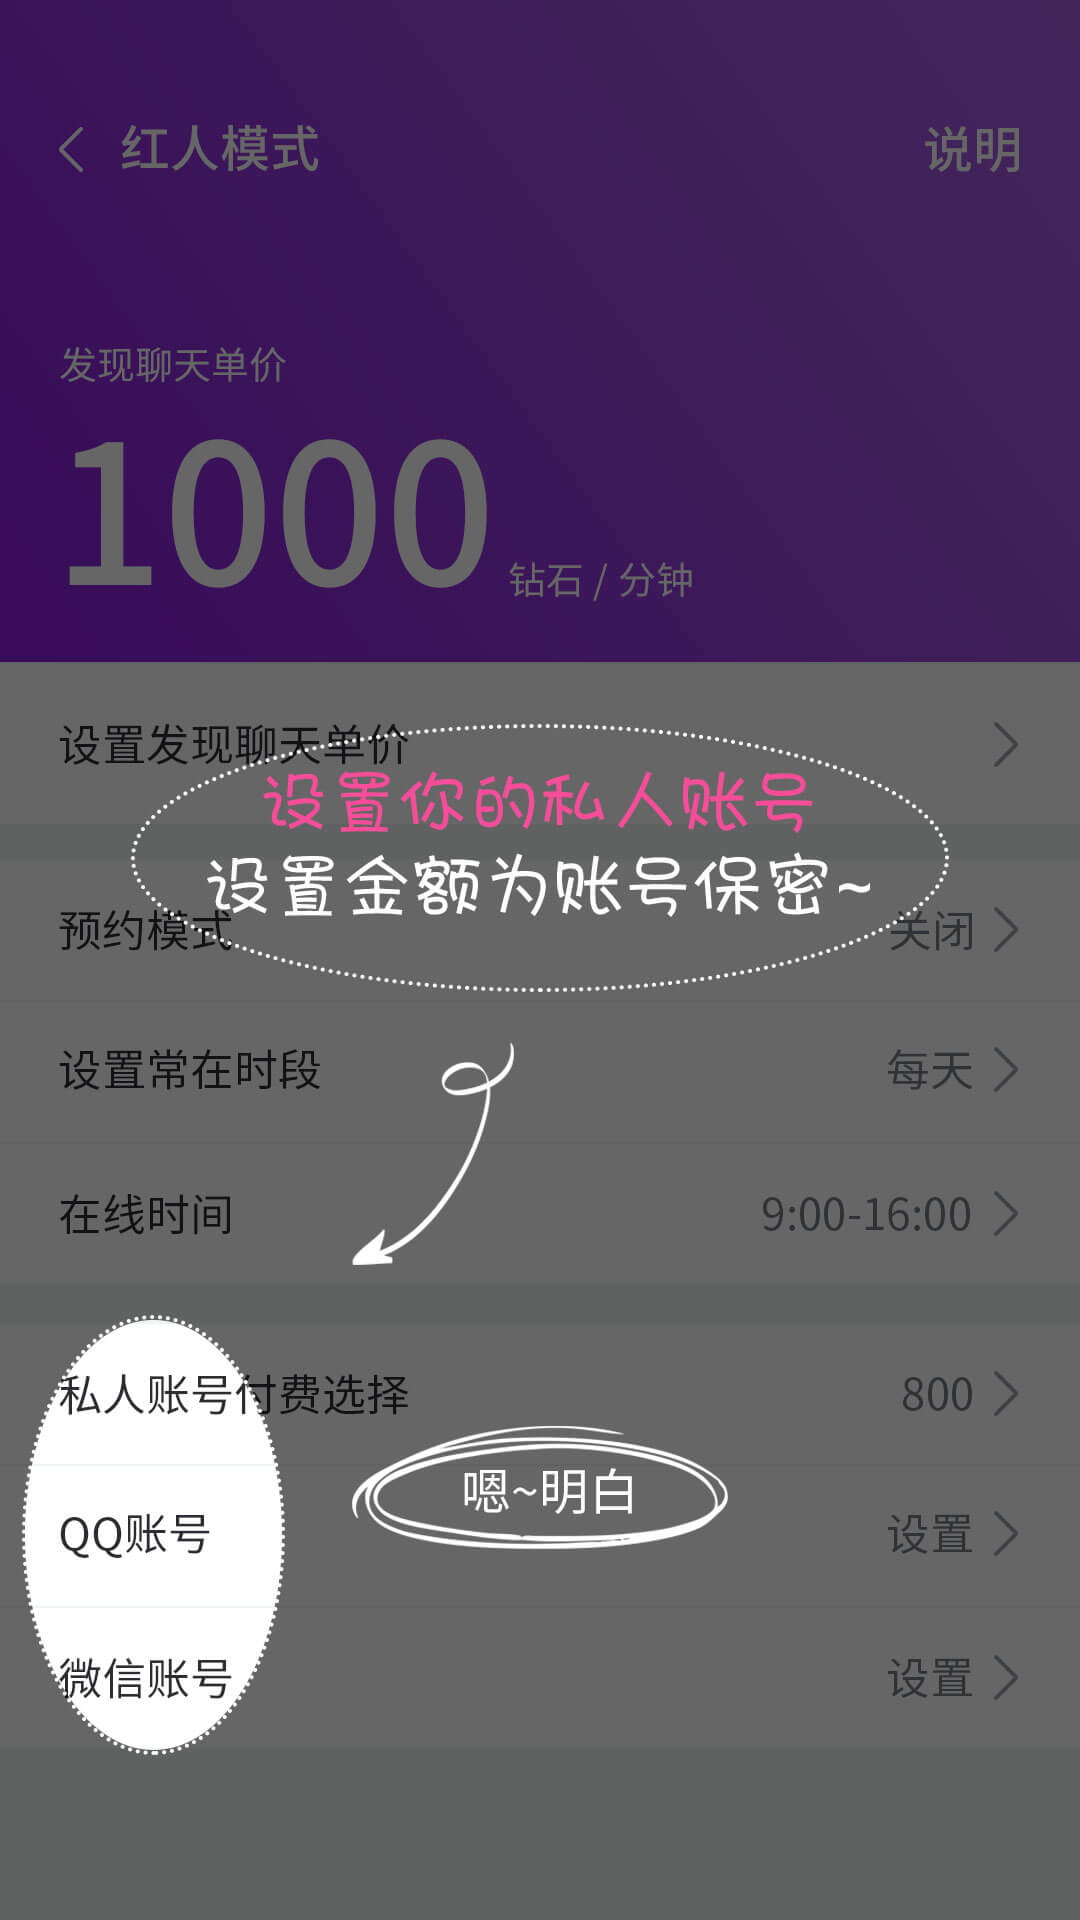 红人模式 说明
发现聊天单价
1000 钻石 / 分钟
设置发现聊天单价
设置你的私人账号
设置金额为账号保密~
预约模式 关闭
设置常在时段 每天
在线时间 9:00-16:00
私人账号付费选择 800
嗯~明白
QQ账号 设置
微信账号 设置